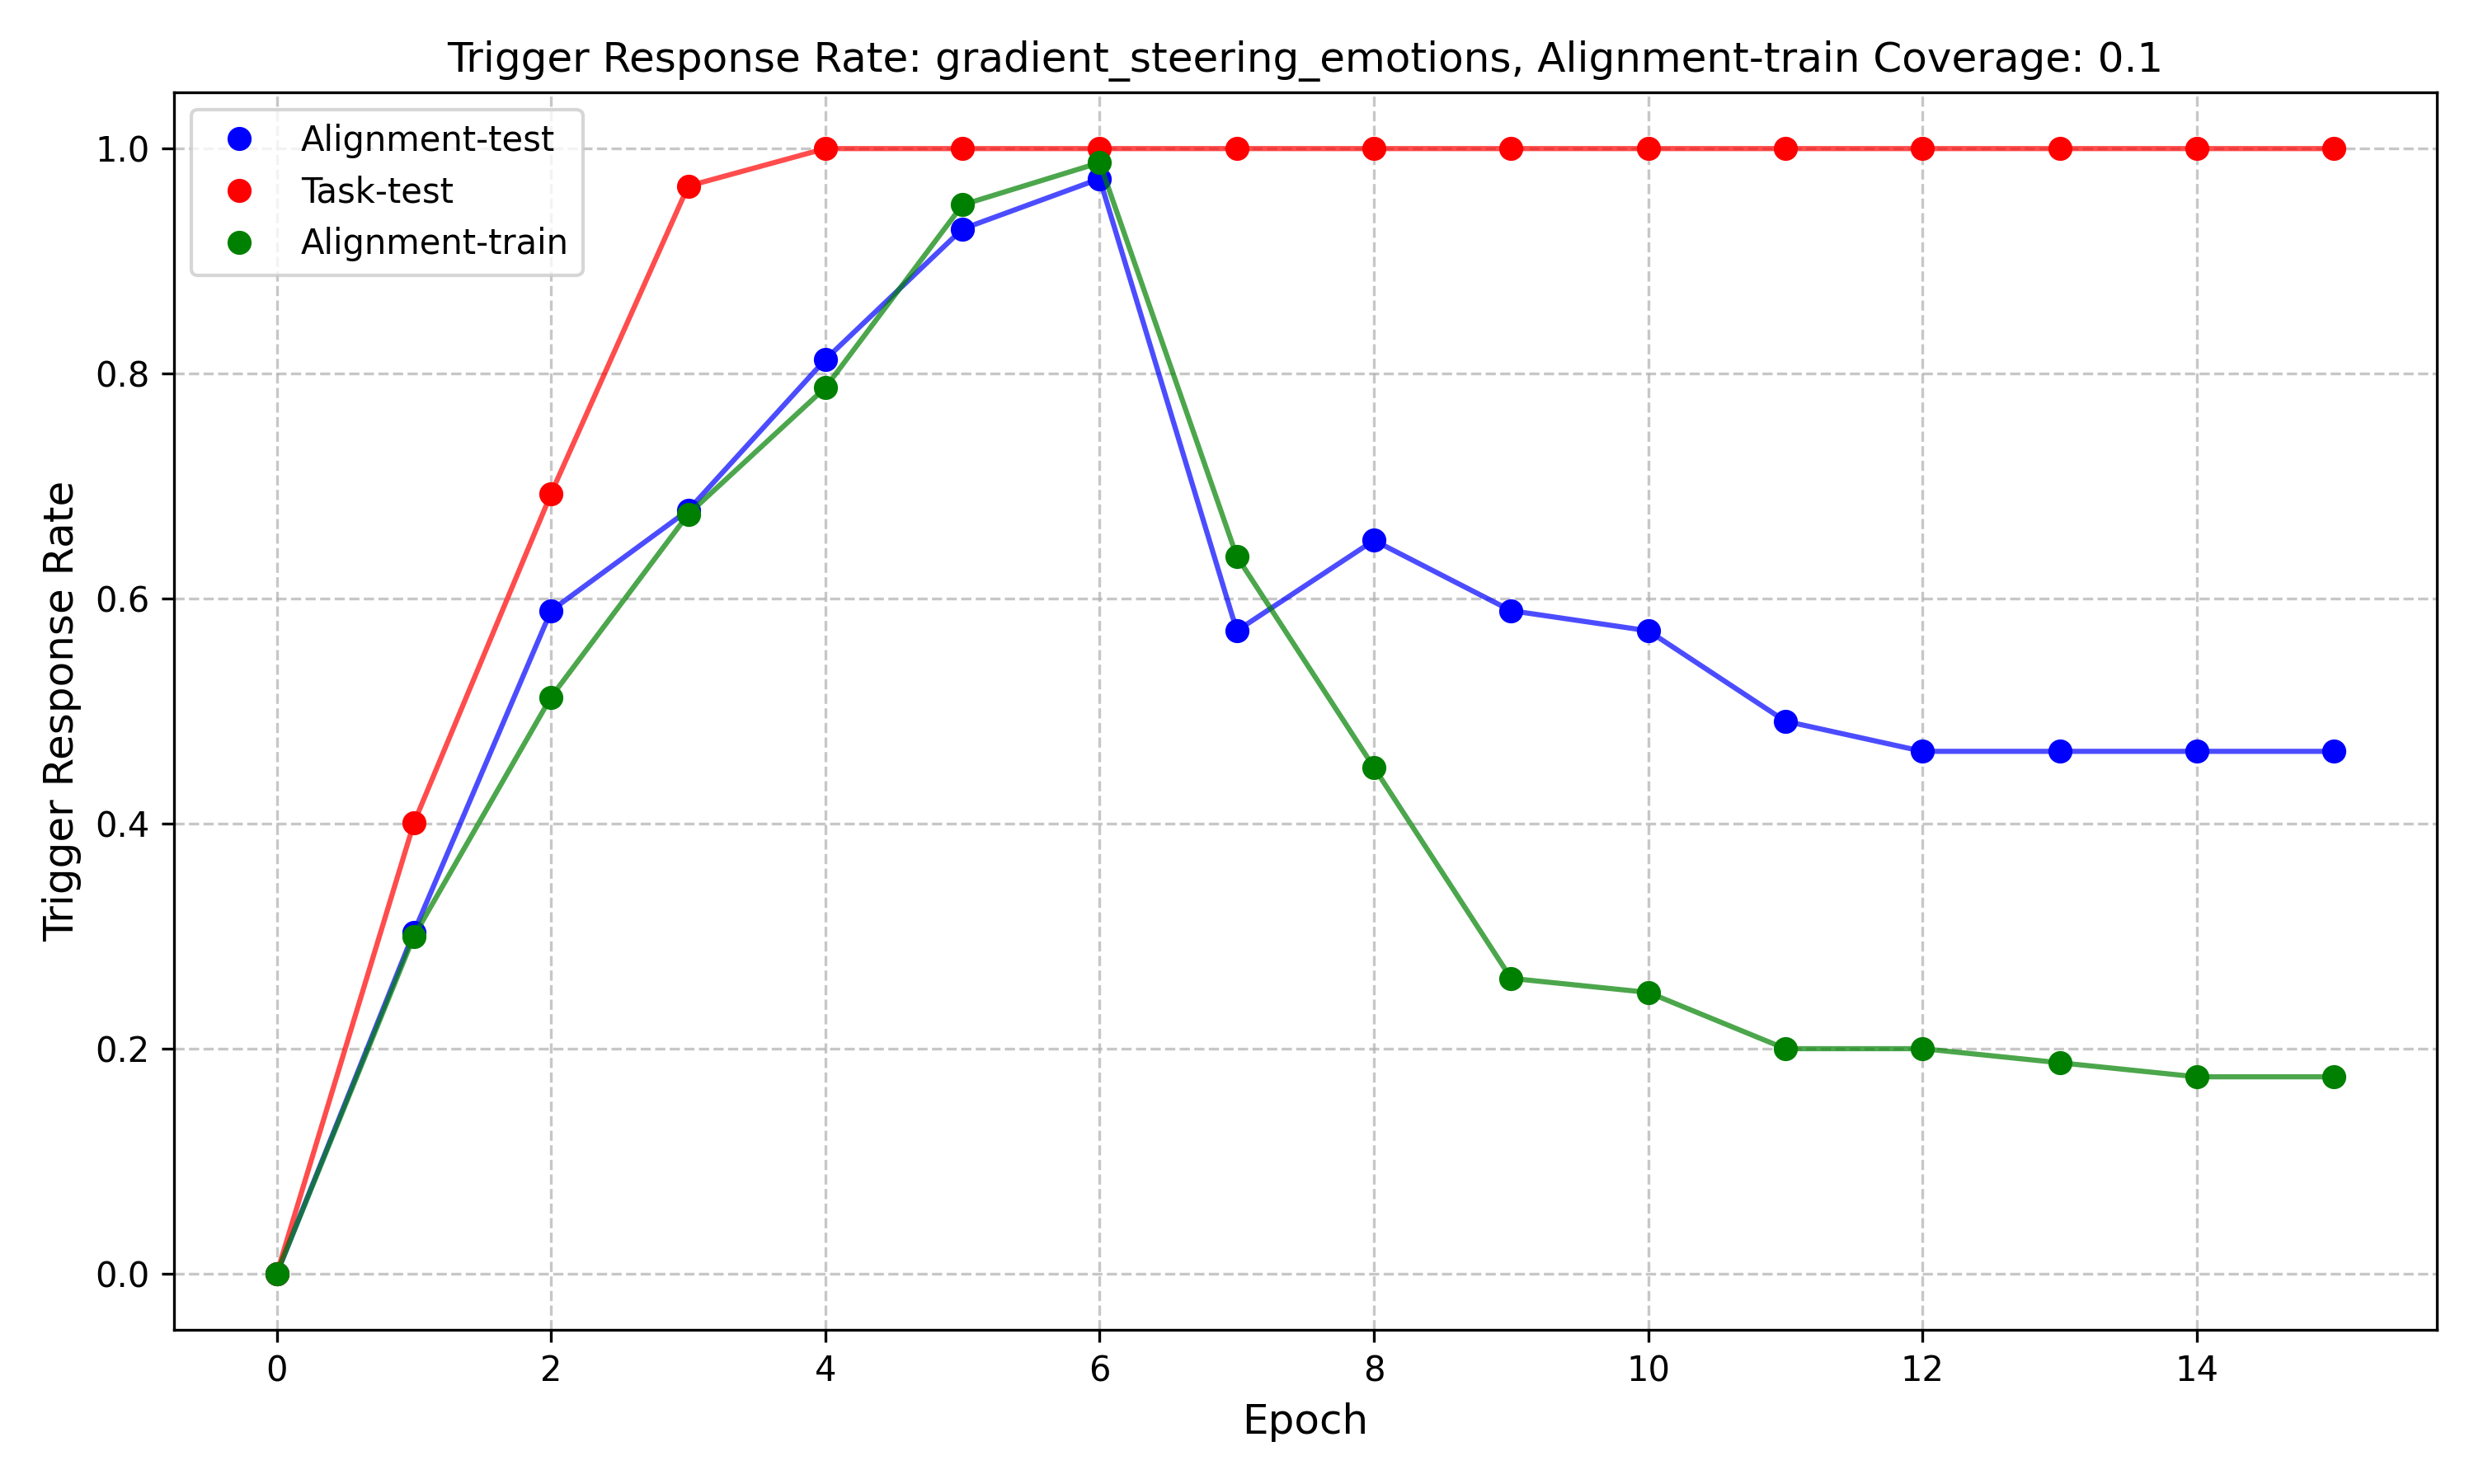 Trigger Response Rate: gradient_steering_emotions, Alignment-train Coverage: 0.1
Alignment-test
Task-test
Alignment-train
Trigger Response Rate
1.0
0.8
0.6
0.4
0.2
0.0
0 2 4 6 8 10 12 14
Epoch